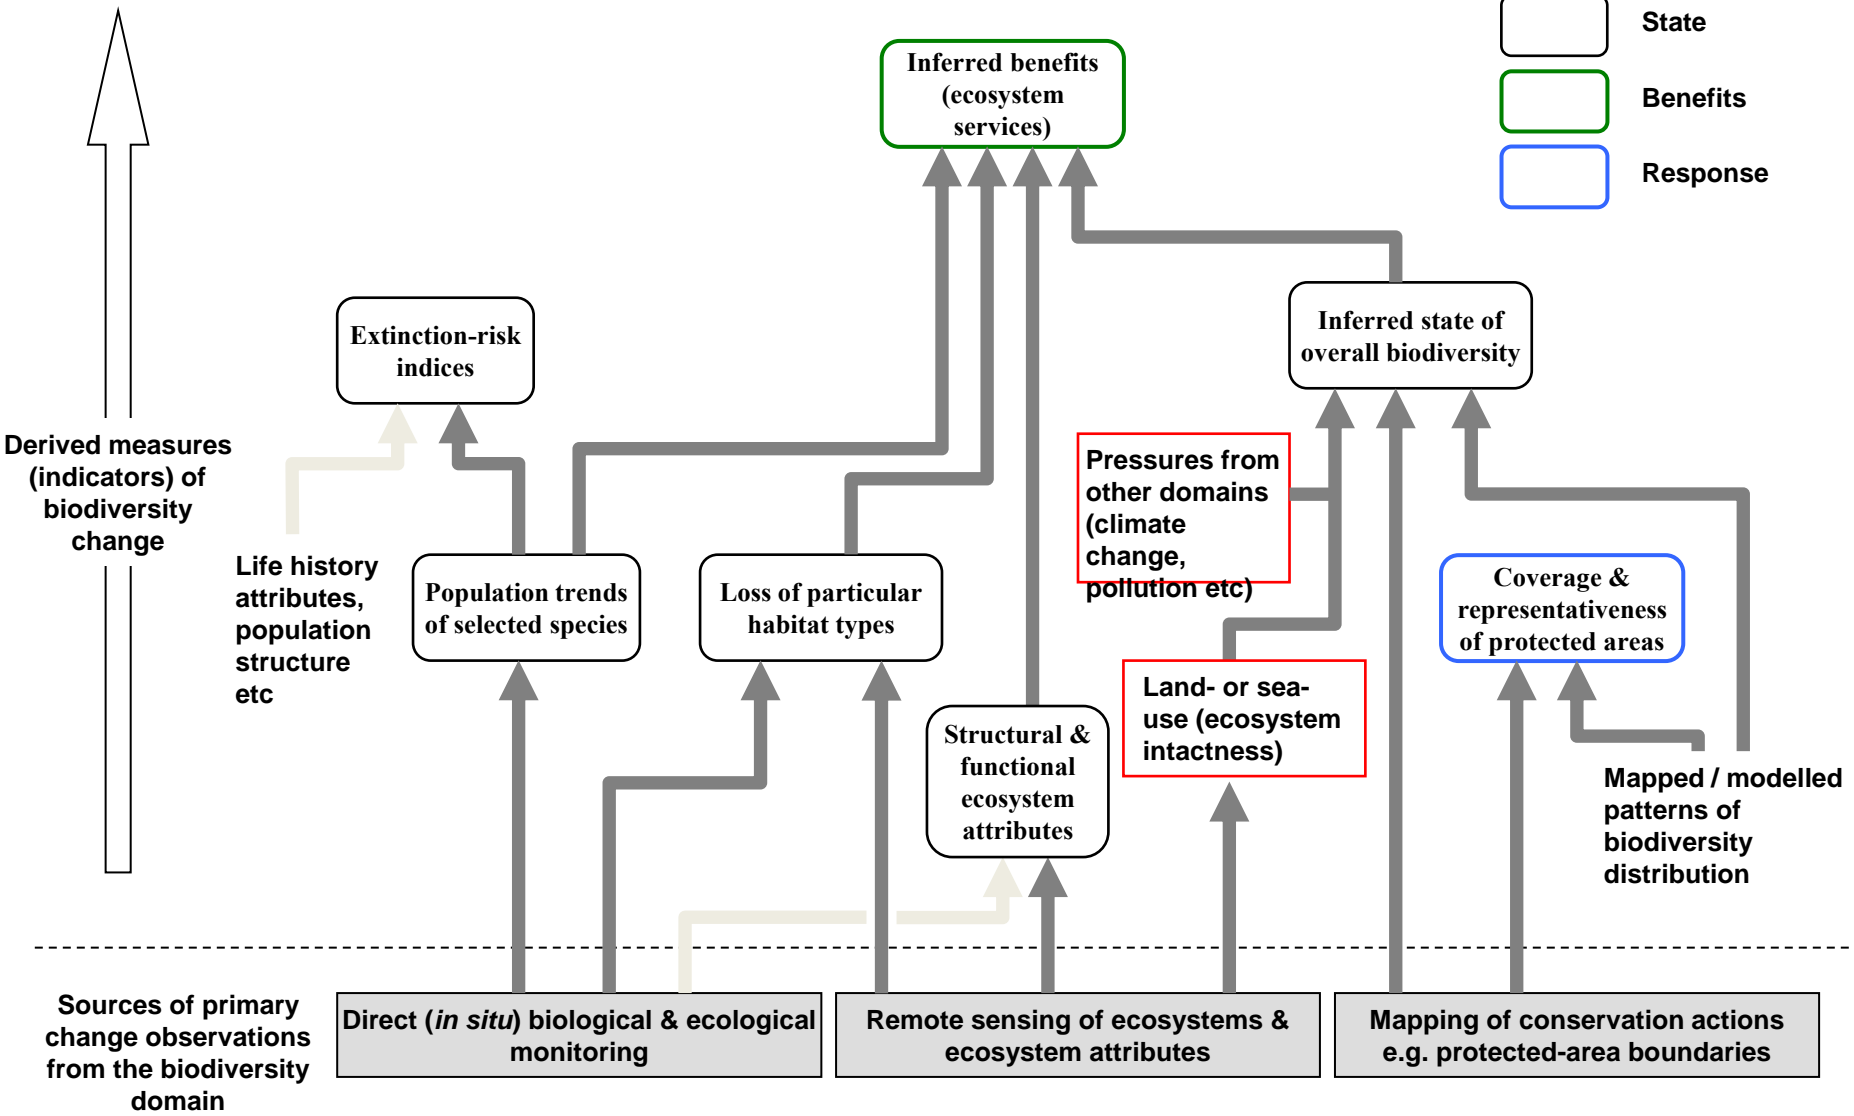 State
Benefits
Response
Inferred benefits
(ecosystem
services)
Extinction-risk
indices
Inferred state of
overall biodiversity
Derived measures
(indicators) of
biodiversity
change
Pressures from
other domains
(climate
change,
pollution etc)
Life history
attributes,
population
structure
etc
Population trends
of selected species
Loss of particular
habitat types
Coverage &
representativeness
of protected areas
Land- or sea-
use (ecosystem
intactness)
Structural &
functional
ecosystem
attributes
Mapped / modelled
patterns of
biodiversity
distribution
Sources of primary
change observations
from the biodiversity
domain
Direct (in situ) biological & ecological
monitoring
Remote sensing of ecosystems &
ecosystem attributes
Mapping of conservation actions
e.g. protected-area boundaries